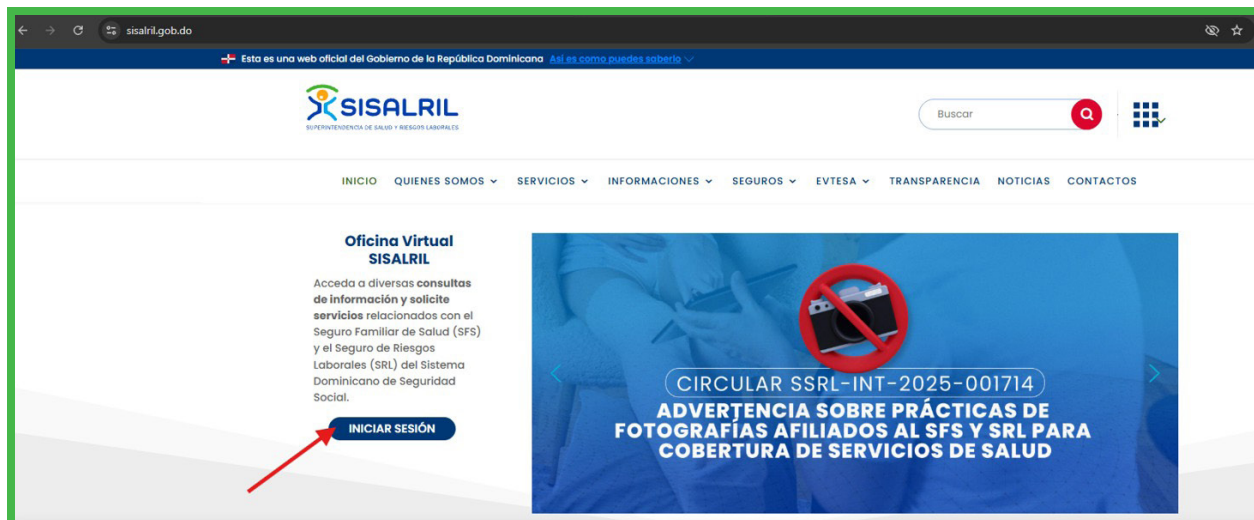 sisalril.gob.do
Esta es una web oficial del Gobierno de la República Dominicana Así es como puedes saberlo
SISALRIL
SUPERINTENDENCIA DE SALUD Y RIESGOS LABORALES
Buscar
INICIO QUIENES SOMOS SERVICIOS INFORMACIONES SEGUROS EVTESA TRANSPARENCIA NOTICIAS CONTACTOS
Oficina Virtual
SISALRIL
Acceda a diversas consultas
de información y solicite
servicios relacionados con el
Seguro Familiar de Salud (SFS)
y el Seguro de Riesgos
Laborales (SRL) del Sistema
Dominicano de Seguridad
Social.
INICIAR SESIÓN
CIRCULAR SSRL-INT-2025-001714
ADVERTENCIA SOBRE PRÁCTICAS DE
FOTOGRAFÍAS AFILIADOS AL SFS Y SRL PARA
COBERTURA DE SERVICIOS DE SALUD